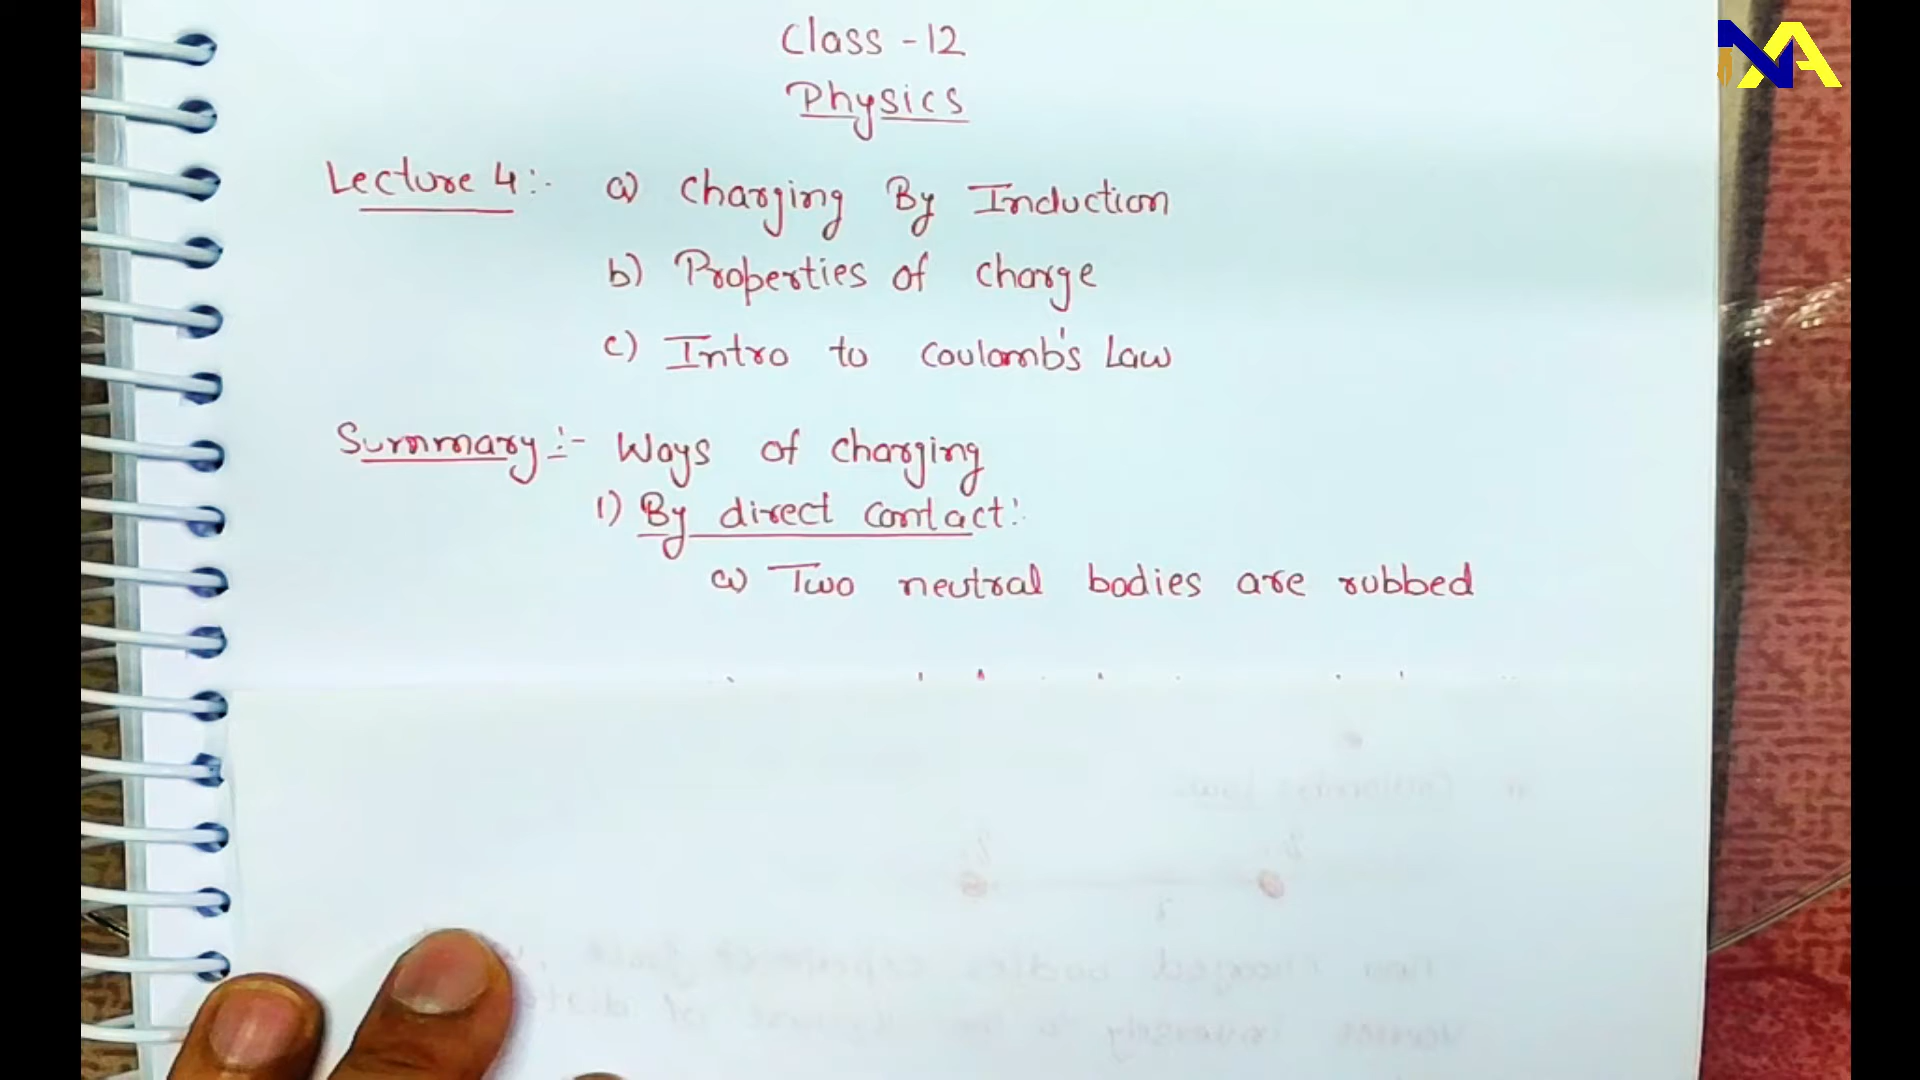 Class - 12
Physics
Lecture 4:- a) Charging By Induction
b) Properties of charge
c) Intro to Coulomb's Law
Summary :- Ways of charging
1) By direct contact:
a) Two neutral bodies are rubbed
NA